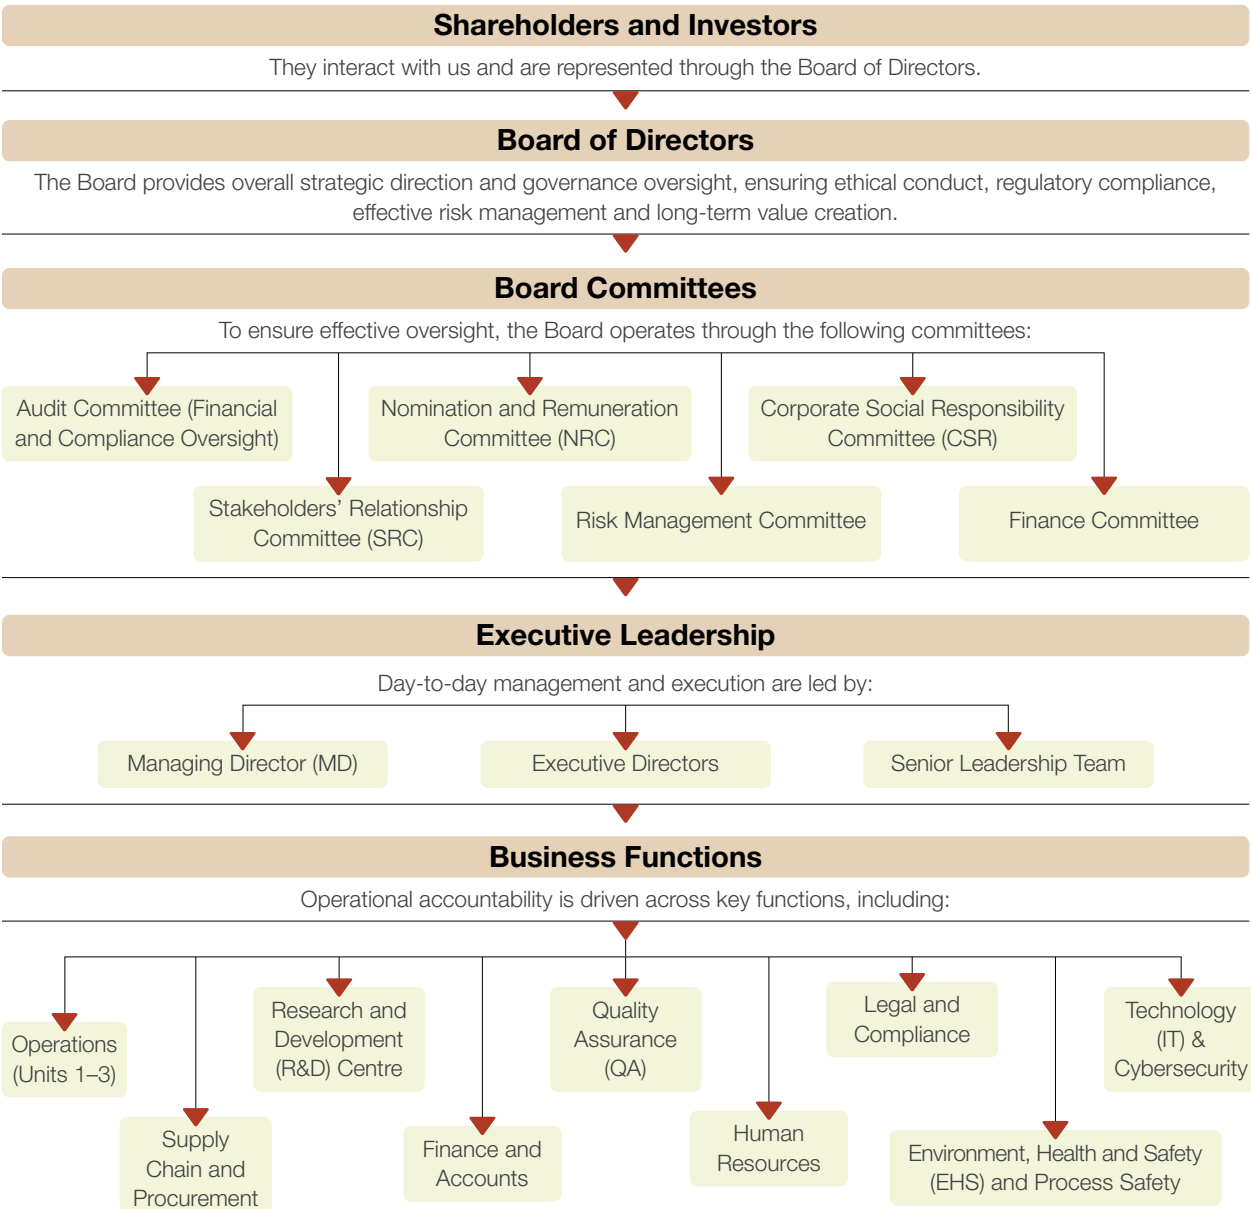 Shareholders and Investors
They interact with us and are represented through the Board of Directors.
Board of Directors
The Board provides overall strategic direction and governance oversight, ensuring ethical conduct, regulatory compliance,
effective risk management and long-term value creation.
Board Committees
To ensure effective oversight, the Board operates through the following committees:
Audit Committee (Financial
and Compliance Oversight)
Stakeholders’ Relationship
Committee (SRC)
Nomination and Remuneration
Committee (NRC)
Risk Management Committee
Corporate Social Responsibility
Committee (CSR)
Finance Committee
Executive Leadership
Day-to-day management and execution are led by:
Managing Director (MD)
Executive Directors
Senior Leadership Team
Business Functions
Operational accountability is driven across key functions, including:
Operations
(Units 1–3)
Supply
Chain and
Procurement
Research and
Development
(R&D) Centre
Finance and
Accounts
Quality
Assurance
(QA)
Human
Resources
Legal and
Compliance
Environment, Health and Safety
(EHS) and Process Safety
Technology
(IT) &
Cybersecurity